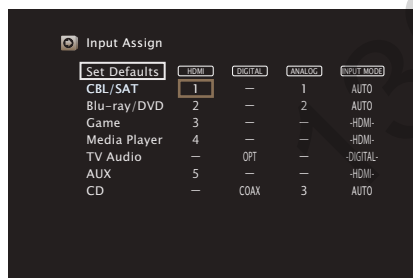 Input Assign
Set Defaults HDMI DIGITAL ANALOG INPUT MODE
CBL/SAT 1 – 1 AUTO
Blu-ray/DVD 2 – 2 AUTO
Game 3 – – -HDMI-
Media Player 4 – – -HDMI-
TV Audio – OPT – -DIGITAL-
AUX 5 – – -HDMI-
CD – COAX 3 AUTO